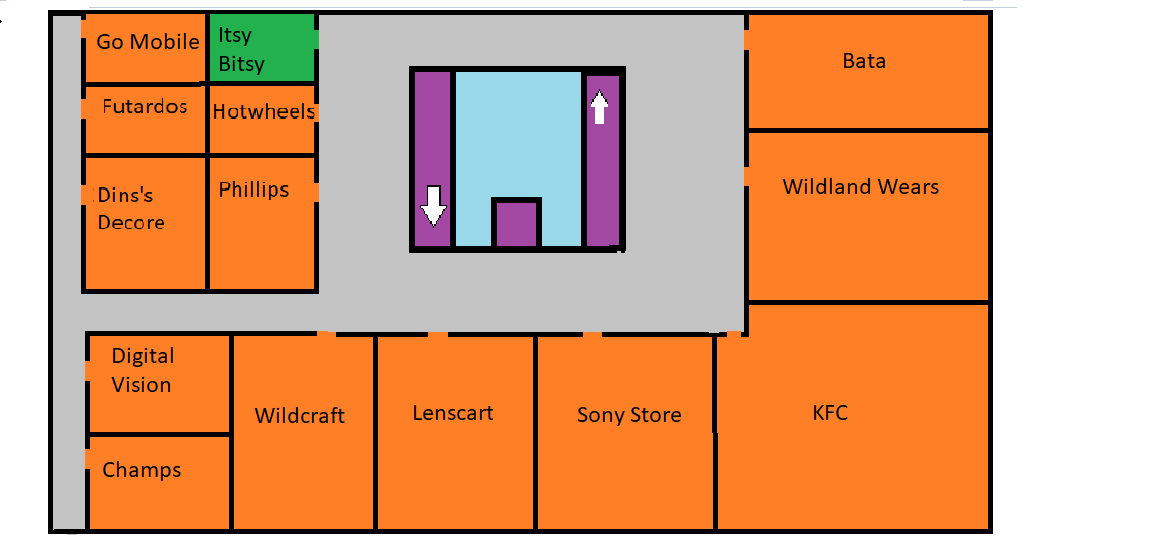 Go Mobile
Itsy
Bitsy
Bata
Futardos
Hotwheels
Dins's
Decore
Phillips
Wildland Wears
Digital
Vision
Wildcraft
Lenscart
Sony Store
KFC
Champs